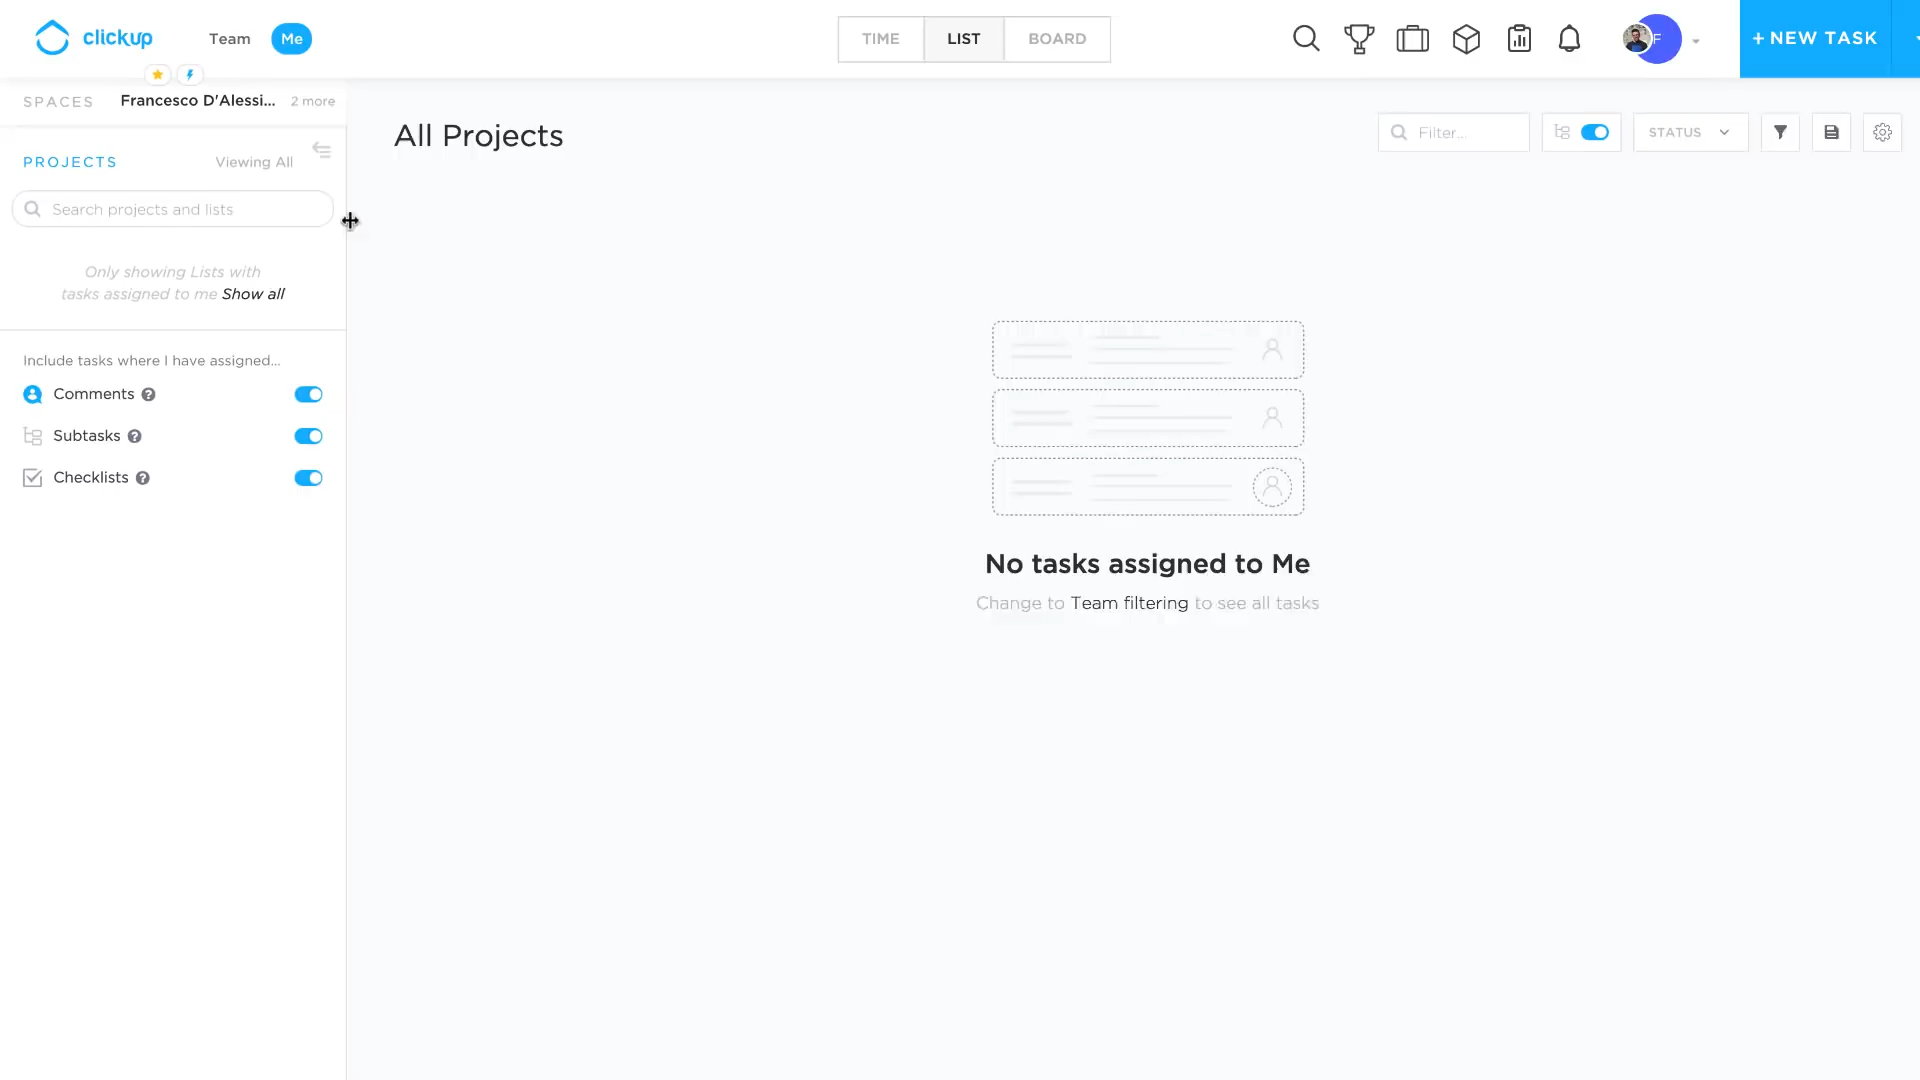 clickup
Team
Me
TIME
LIST
BOARD
F
+ NEW TASK
SPACES
Francesco D'Alessi...
2 more
PROJECTS
Viewing All
Search projects and lists
Only showing Lists with
tasks assigned to me Show all
Include tasks where I have assigned...
Comments ?
Subtasks ?
Checklists ?
All Projects
Filter...
STATUS
No tasks assigned to Me
Change to Team filtering to see all tasks